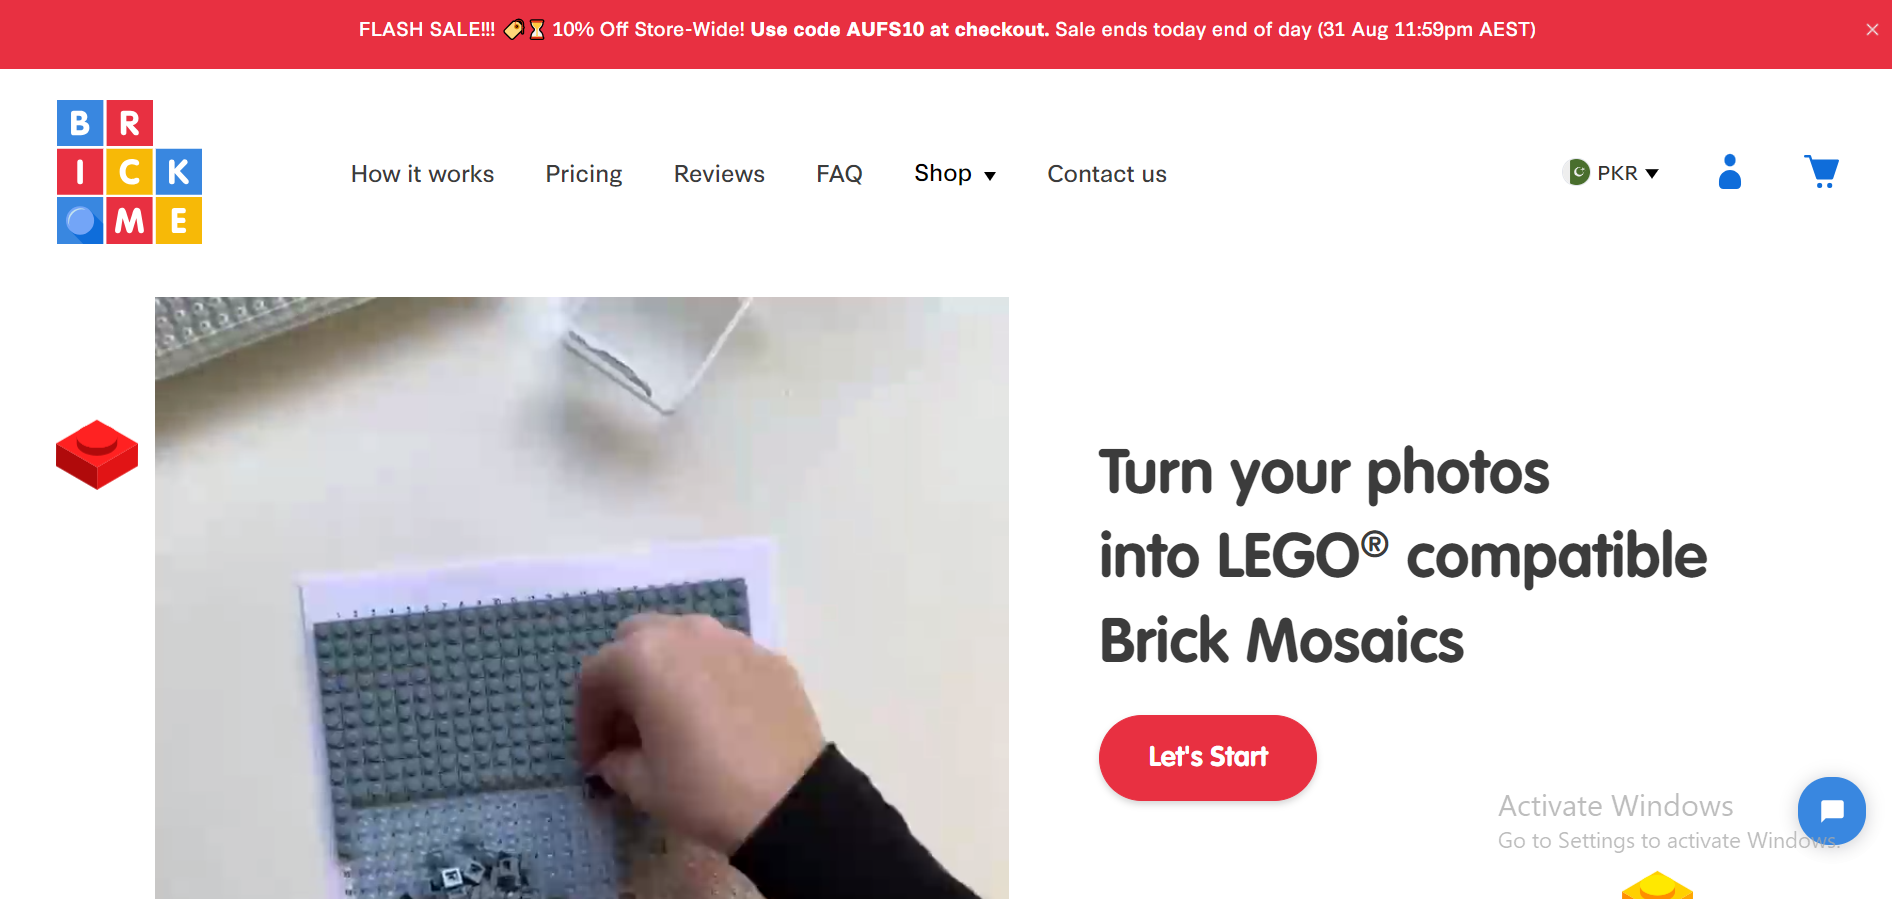 FLASH SALE!!! 🏷️⏳ 10% Off Store-Wide! Use code AUFS10 at checkout. Sale ends today end of day (31 Aug 11:59pm AEST)
×
B R
I C K
M E
How it works
Pricing
Reviews
FAQ
Shop ▼
Contact us
PKR ▼
Turn your photos
into LEGO® compatible
Brick Mosaics
Let's Start
Activate Windows
Go to Settings to activate Windows.